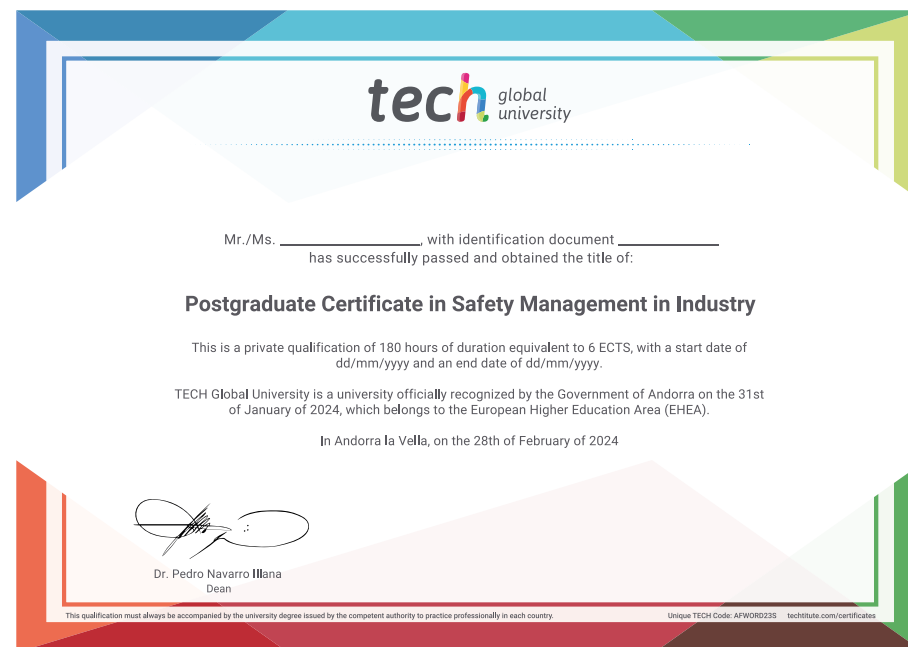 tech global university
Mr./Ms. ____________________, with identification document ______________
has successfully passed and obtained the title of:
Postgraduate Certificate in Safety Management in Industry
This is a private qualification of 180 hours of duration equivalent to 6 ECTS, with a start date of
dd/mm/yyyy and an end date of dd/mm/yyyy.
TECH Global University is a university officially recognized by the Government of Andorra on the 31st
of January of 2024, which belongs to the European Higher Education Area (EHEA).
In Andorra la Vella, on the 28th of February of 2024
Dr. Pedro Navarro Illana
Dean
This qualification must always be accompanied by the university degree issued by the competent authority to practice professionally in each country.
Unique TECH Code: AFWORD23S techtitute.com/certificates